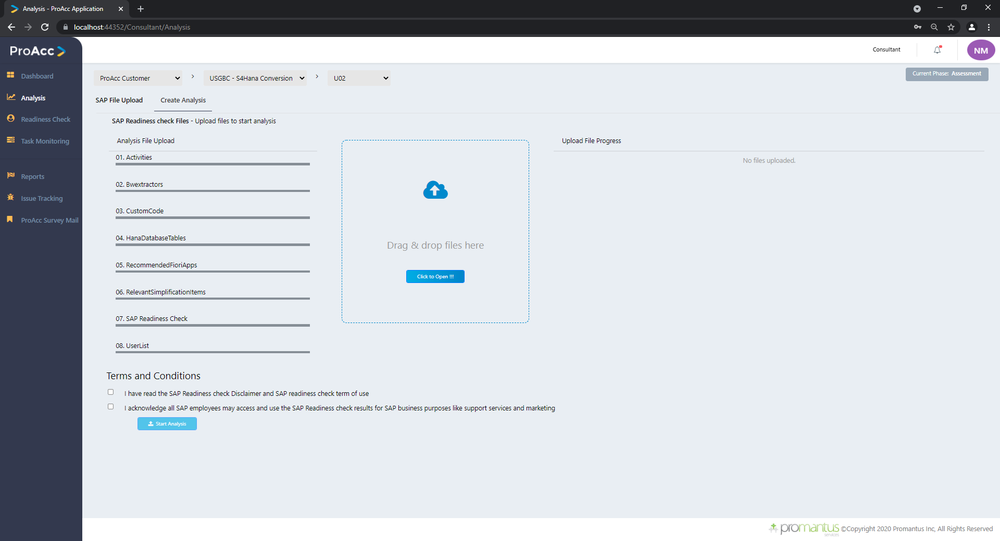 Analysis - ProAcc Application
localhost:44352/Consultant/Analysis
ProAcc
Consultant
NM
Dashboard
Analysis
Readiness Check
Task Monitoring
Reports
Issue Tracking
ProAcc Survey Mail
ProAcc Customer
USGBC - S4Hana Conversion
U02
Current Phase: Assessment
SAP File Upload
Create Analysis
SAP Readiness check Files - Upload files to start analysis
Analysis File Upload
01. Activities
02. Bwextractors
03. CustomCode
04. HanaDatabaseTables
05. RecommendedFioriApps
06. RelevantSimplificationItems
07. SAP Readiness Check
08. UserList
Drag & drop files here
Click to Open !!!
Upload File Progress
No files uploaded.
Terms and Conditions
I have read the SAP Readiness check Disclaimer and SAP readiness check term of use
I acknowledge all SAP employees may access and use the SAP Readiness check results for SAP business purposes like support services and marketing
Start Analysis
promantus
services
©Copyright 2020 Promantus Inc, All Rights Reserved